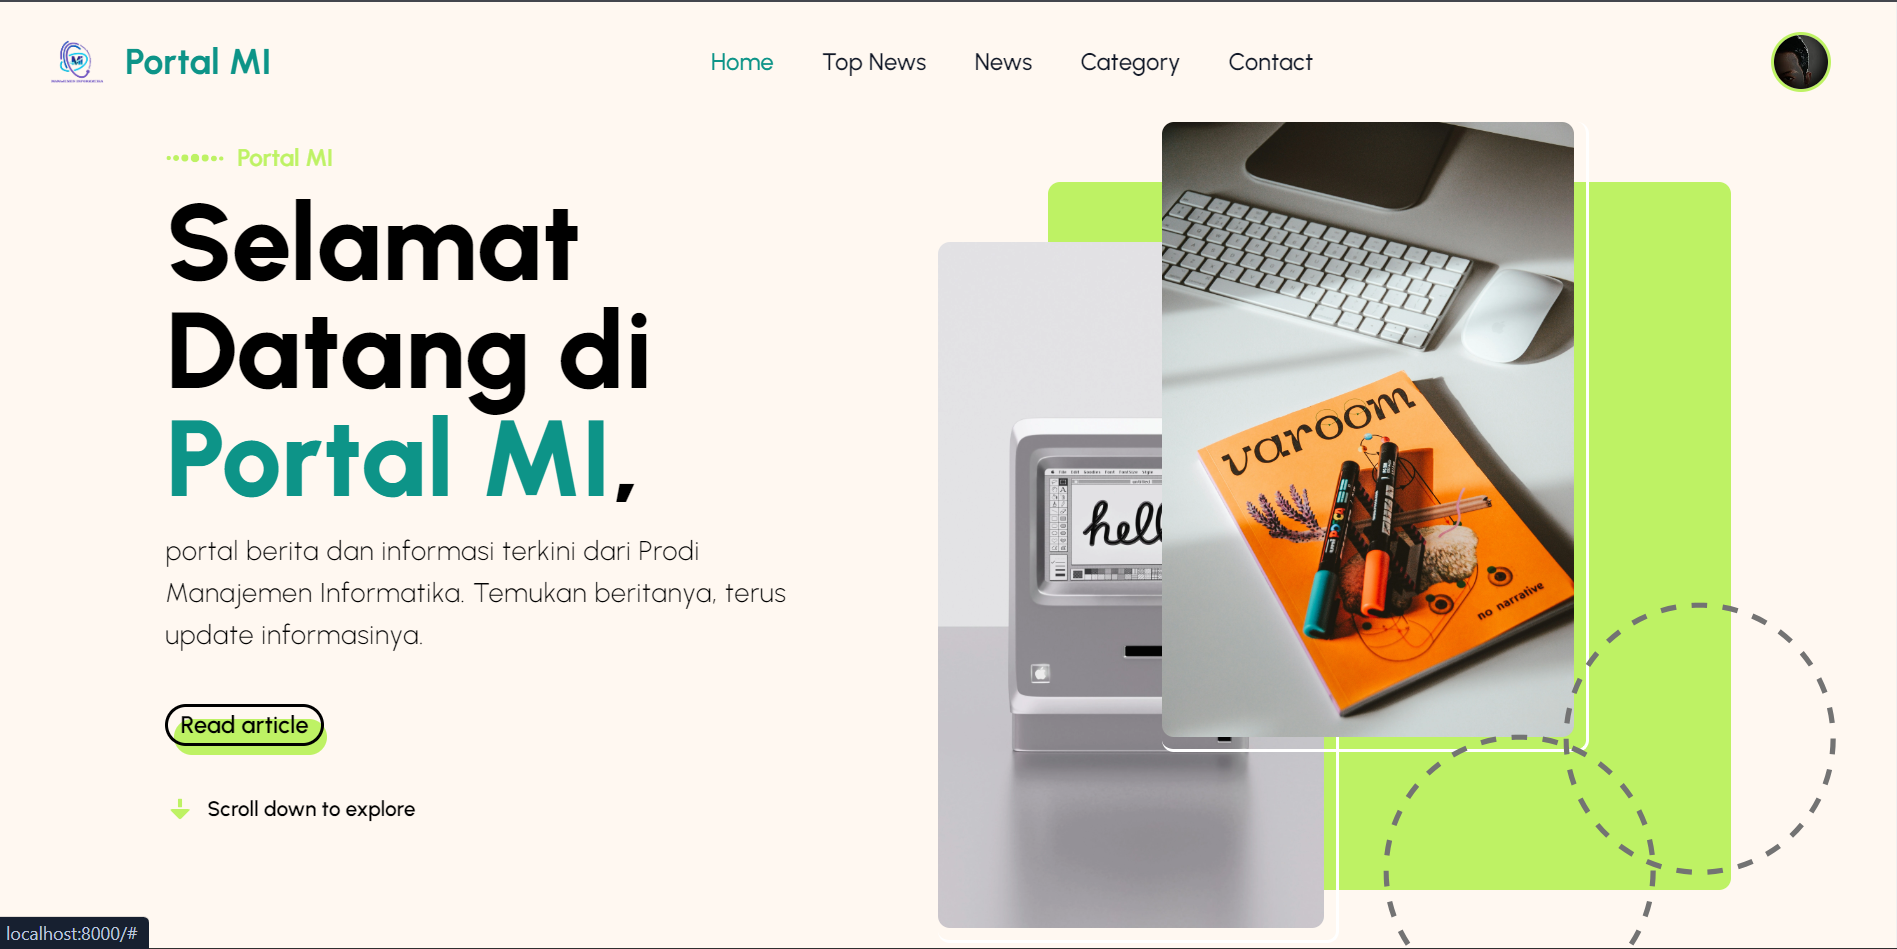 Portal MI
Home
Top News
News
Category
Contact
Portal MI
Selamat
Datang di
Portal MI,
portal berita dan informasi terkini dari Prodi
Manajemen Informatika. Temukan beritanya, terus
update informasinya.
Read article
Scroll down to explore
hell
varoom
no narrative
localhost:8000/#